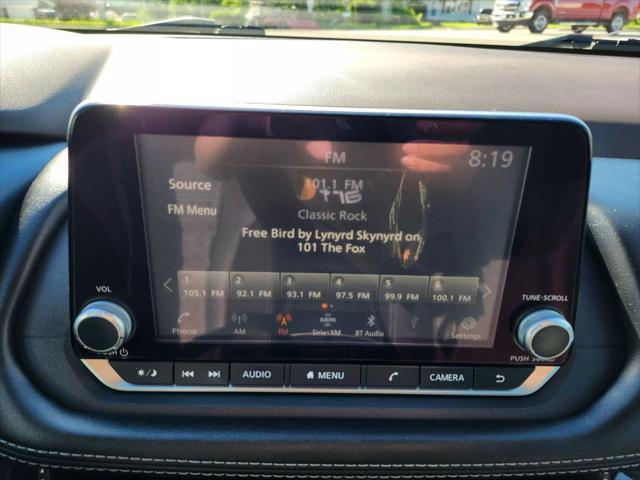 FM
8:19
Source
101.1 FM
FM Menu
Classic Rock
Free Bird by Lynyrd Skynyrd on
101 The Fox
1 2 3 4 5 6
105.1 FM 92.1 FM 93.1 FM 97.5 FM 99.9 FM 100.1 FM
Phone AM FM SiriusXM BT Audio Settings
VOL
TUNE·SCROLL
PUSH
PUSH SOUND
AUDIO MENU CAMERA